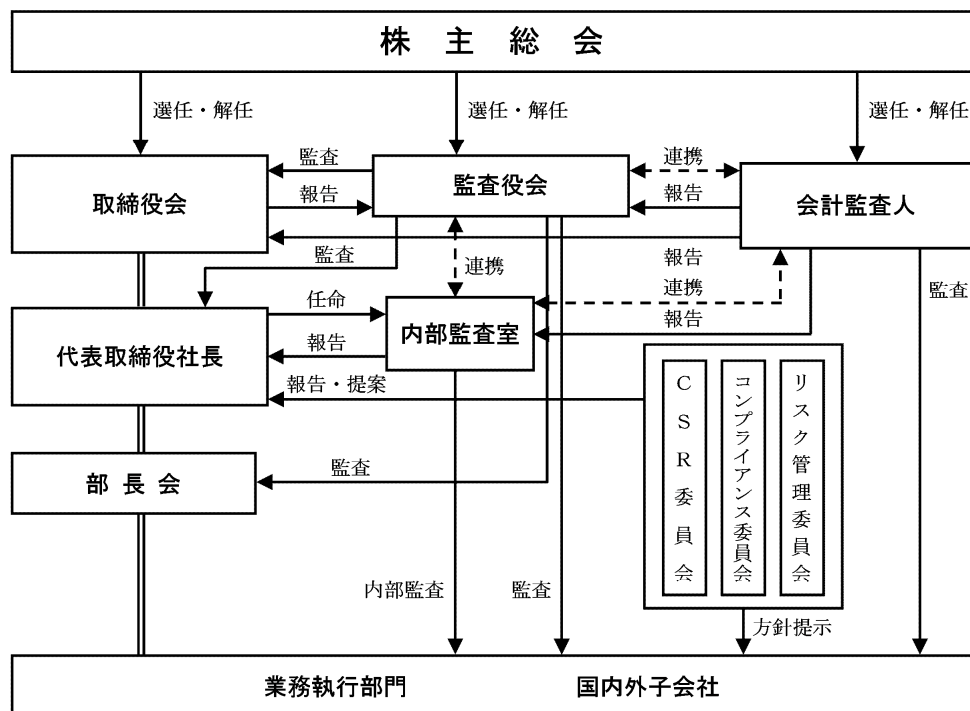 株主総会
選任・解任
選任・解任
選任・解任
取締役会
監査
報告
監査役会
連携
報告
会計監査人
監査
連携
報告
連携
報告
監査
代表取締役社長
任命
報告
内部監査室
報告・提案
CSR委員会
コンプライアンス委員会
リスク管理委員会
部長会
監査
内部監査
監査
方針提示
業務執行部門
国内外子会社